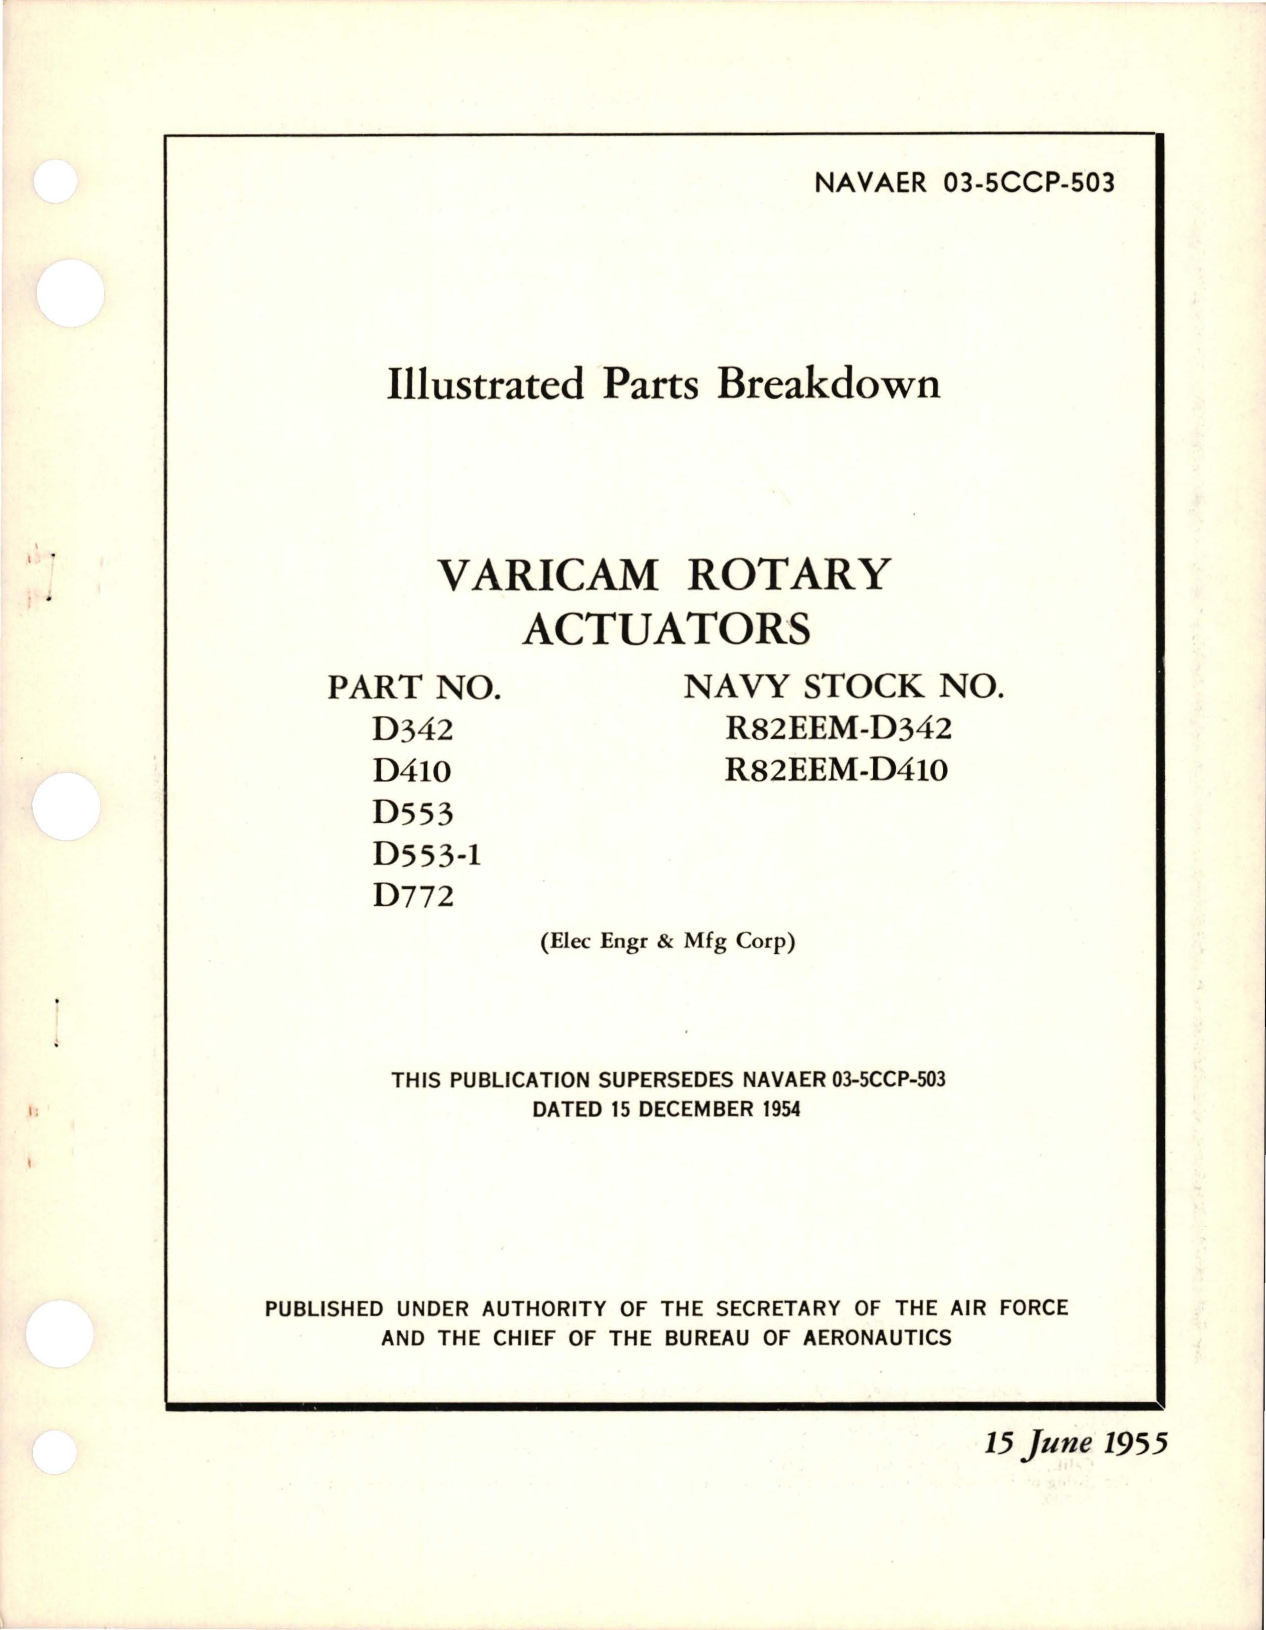 NAVAER 03-5CCP-503
Illustrated Parts Breakdown
VARICAM ROTARY
ACTUATORS
PART NO. NAVY STOCK NO.
D342 R82EEM-D342
D410 R82EEM-D410
D553
D553-1
D772
(Elec Engr & Mfg Corp)
THIS PUBLICATION SUPERSEDES NAVAER 03-5CCP-503
DATED 15 DECEMBER 1954
PUBLISHED UNDER AUTHORITY OF THE SECRETARY OF THE AIR FORCE
AND THE CHIEF OF THE BUREAU OF AERONAUTICS
15 June 1955